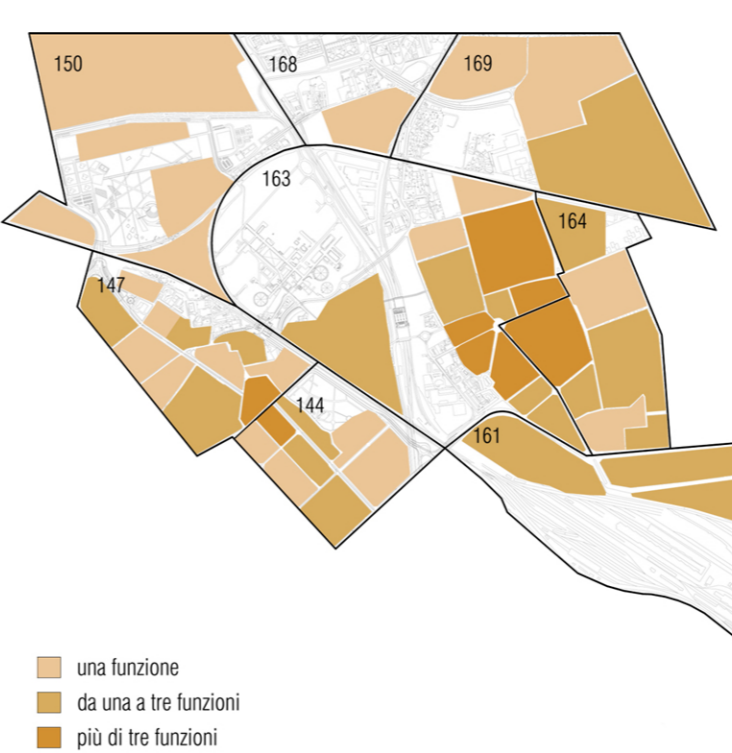 150
168
169
163
164
147
144
161
una funzione
da una a tre funzioni
più di tre funzioni